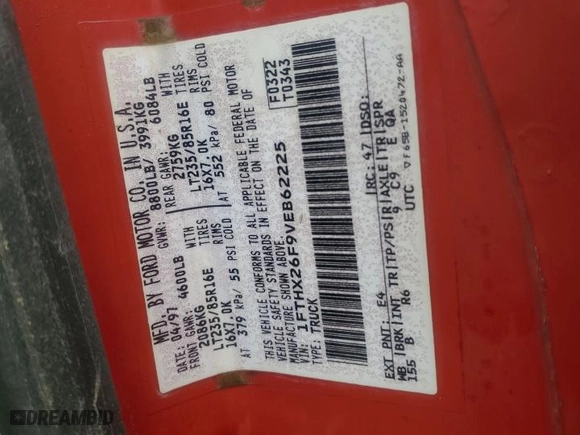 MFD. BY FORD MOTOR CO. IN U.S.A.
DATE: 04/97 GVWR: 8800LB/ 3991KG
FRONT GAWR: 4600LB REAR GAWR: 6084LB
2086KG WITH 2759KG WITH
LT235/85R16E TIRES LT235/85R16E TIRES
16X7.0K RIMS 16X7.0K RIMS
AT 379 kPa/ 55 PSI COLD AT 552 kPa/ 80 PSI COLD
THIS VEHICLE CONFORMS TO ALL APPLICABLE FEDERAL MOTOR
VEHICLE SAFETY STANDARDS IN EFFECT ON THE DATE OF
MANUFACTURE SHOWN ABOVE.
1FTHX26F9VEB62225 F0322
TYPE: TRUCK T0343
EXT PNT: E4 RC: 47 DSO:
WB BRK INT TR TP/PS R AXLE TR SPR
155 B R6 9 C9 E QA
UTC ▽F65B-1520472-AA
DREAMBID